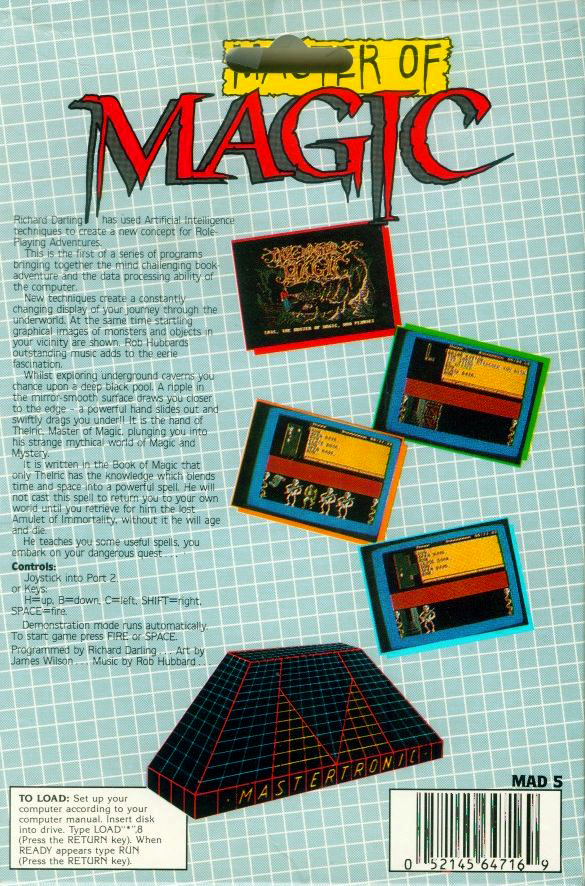 MASTER OF
MAGIC
Richard Darling has used Artificial Intelligence
techniques to create a new concept for Role-
Playing Adventures.
This is the first of a series of programs
bringing together the mind challenging book-
adventure and the data processing ability of
the computer.
New techniques create a constantly
changing display of your journey through the
underworld. At the same time startling
graphical images of monsters and objects in
your vicinity are shown. Rob Hubbards
outstanding music adds to the eerie
fascination.
Whilst exploring underground caverns you
chance upon a deep black pool. A ripple in
the mirror-smooth surface draws you closer
to the edge – a powerful hand slides out and
swiftly drags you under!! It is the hand of
Thelric, Master of Magic, plunging you into
his strange mythical world of Magic and
Mystery.
It is written in the Book of Magic that
only Thelric has the knowledge which blends
time and space into a powerful spell. He will
not cast this spell to return you to your own
world until you retrieve for him the lost
Amulet of Immortality, without it he will age
and die.
He teaches you some useful spells, you
embark on your dangerous quest . . .
Controls:
Joystick into Port 2.
or Keys:
H=up, B=down, C=left, SHIFT=right,
SPACE=fire.
Demonstration mode runs automatically.
To start game press FIRE or SPACE.
Programmed by Richard Darling . . . Art by
James Wilson . . . Music by Rob Hubbard . . .
THE MASTER OF MAGIC
MASTERTRONIC
MAD 5
TO LOAD: Set up your
computer according to your
computer manual. Insert disk
into drive. Type LOAD"*",8
(Press the RETURN key). When
READY appears type RUN
(Press the RETURN key).
0 52145 64716 9